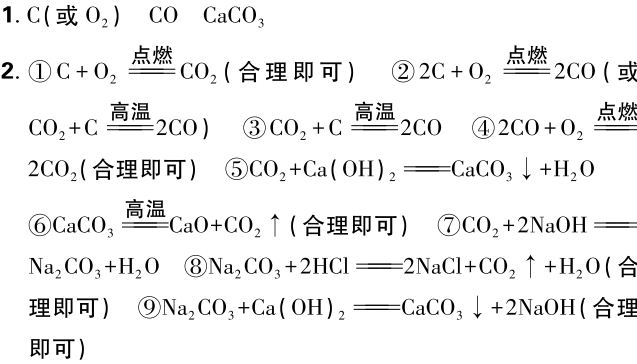 1. C(或 O₂)　CO　CaCO₃
2. ①C+O₂ =点燃= CO₂(合理即可)　②2C+O₂ =点燃= 2CO(或
CO₂+C =高温= 2CO)　③CO₂+C =高温= 2CO　④2CO+O₂ =点燃=
2CO₂(合理即可)　⑤CO₂+Ca(OH)₂ == CaCO₃↓+H₂O
⑥CaCO₃ =高温= CaO+CO₂↑(合理即可)　⑦CO₂+2NaOH ==
Na₂CO₃+H₂O　⑧Na₂CO₃+2HCl == 2NaCl+CO₂↑+H₂O(合
理即可)　⑨Na₂CO₃+Ca(OH)₂ == CaCO₃↓+2NaOH(合理
即可)